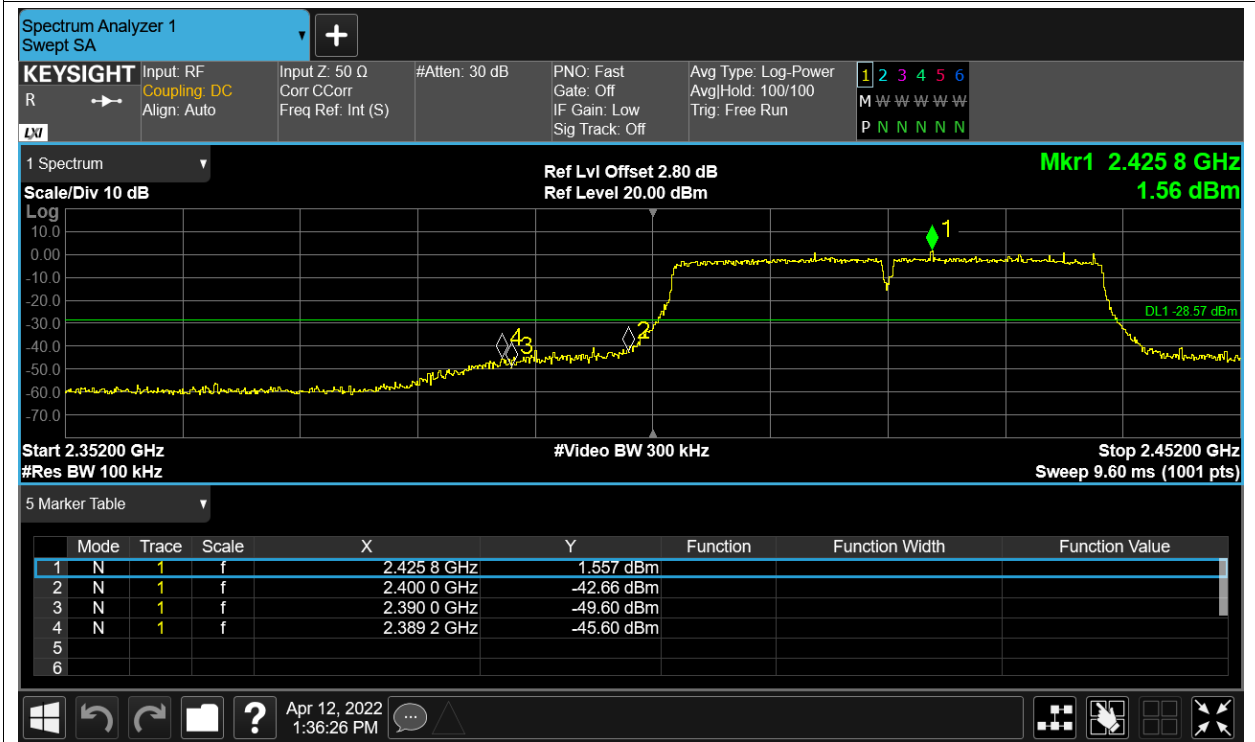 Spectrum Analyzer 1
Swept SA
KEYSIGHT
R
LXI
Input: RF
Coupling: DC
Align: Auto
Input Z: 50 Ω
Corr CCorr
Freq Ref: Int (S)
#Atten: 30 dB
PNO: Fast
Gate: Off
IF Gain: Low
Sig Track: Off
Avg Type: Log-Power
Avg|Hold: 100/100
Trig: Free Run
1 2 3 4 5 6
M W W W W W
P N N N N N
1 Spectrum
Scale/Div 10 dB
Ref Lvl Offset 2.80 dB
Ref Level 20.00 dBm
Mkr1 2.425 8 GHz
1.56 dBm
Log
10.0
0.00
-10.0
-20.0
-30.0
-40.0
-50.0
-60.0
-70.0
1
2
4
3
DL1 -28.57 dBm
Start 2.35200 GHz
#Video BW 300 kHz
Stop 2.45200 GHz
#Res BW 100 kHz
Sweep 9.60 ms (1001 pts)
5 Marker Table
Mode Trace Scale X Y Function Function Width Function Value
1 N 1 f 2.425 8 GHz 1.557 dBm
2 N 1 f 2.400 0 GHz -42.66 dBm
3 N 1 f 2.390 0 GHz -49.60 dBm
4 N 1 f 2.389 2 GHz -45.60 dBm
5
6
?
Apr 12, 2022
1:36:26 PM